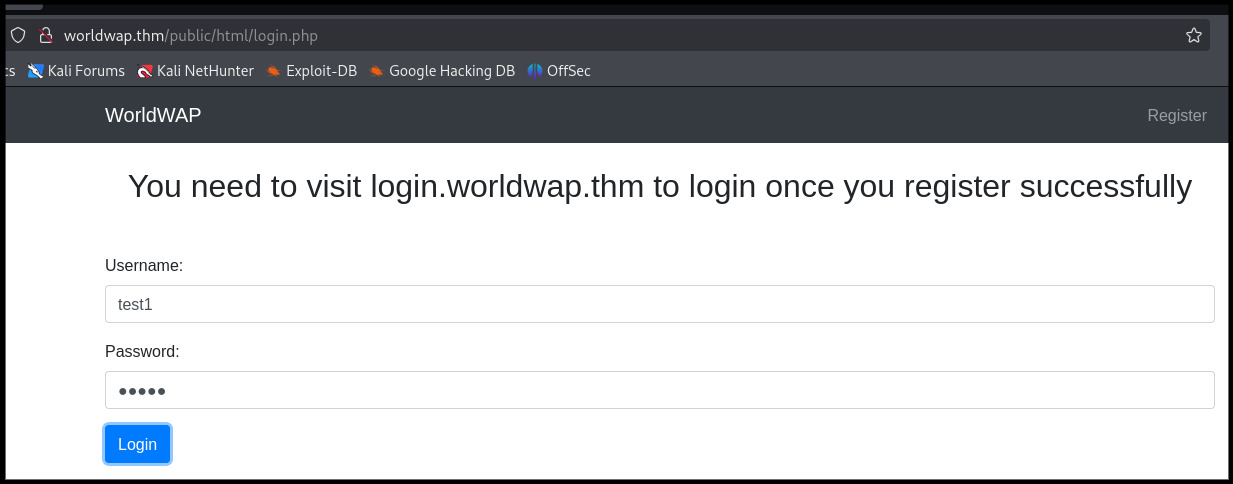 worldwap.thm/public/html/login.php
cs Kali Forums Kali NetHunter Exploit-DB Google Hacking DB OffSec
WorldWAP Register
You need to visit login.worldwap.thm to login once you register successfully
Username:
test1
Password:
●●●●●
Login